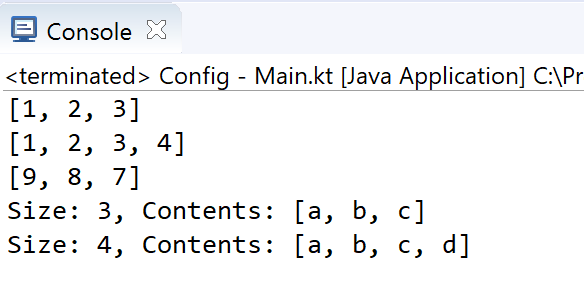 Console
<terminated> Config - Main.kt [Java Application] C:\Pr
[1, 2, 3]
[1, 2, 3, 4]
[9, 8, 7]
Size: 3, Contents: [a, b, c]
Size: 4, Contents: [a, b, c, d]